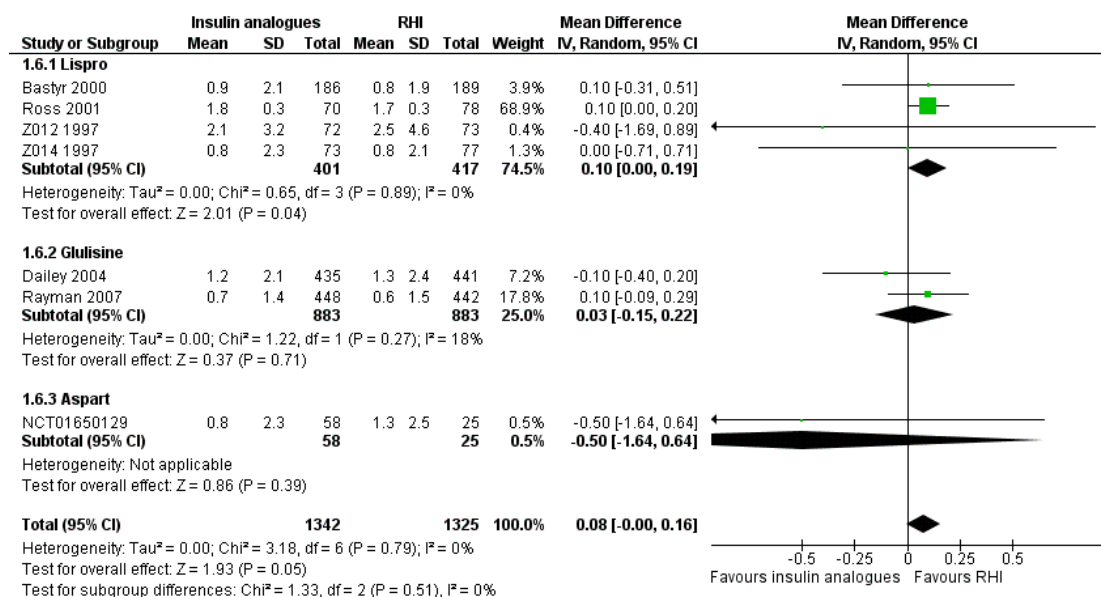 Insulin analogues RHI Mean Difference Mean Difference
Study or Subgroup Mean SD Total Mean SD Total Weight IV, Random, 95% CI IV, Random, 95% CI
1.6.1 Lispro
Bastyr 2000 0.9 2.1 186 0.8 1.9 189 3.9% 0.10 [-0.31, 0.51]
Ross 2001 1.8 0.3 70 1.7 0.3 78 68.9% 0.10 [0.00, 0.20]
Z012 1997 2.1 3.2 72 2.5 4.6 73 0.4% -0.40 [-1.69, 0.89]
Z014 1997 0.8 2.3 73 0.8 2.1 77 1.3% 0.00 [-0.71, 0.71]
Subtotal (95% CI) 401 417 74.5% 0.10 [0.00, 0.19]
Heterogeneity: Tau² = 0.00; Chi² = 0.65, df = 3 (P = 0.89); I² = 0%
Test for overall effect: Z = 2.01 (P = 0.04)
1.6.2 Glulisine
Dailey 2004 1.2 2.1 435 1.3 2.4 441 7.2% -0.10 [-0.40, 0.20]
Rayman 2007 0.7 1.4 448 0.6 1.5 442 17.8% 0.10 [-0.09, 0.29]
Subtotal (95% CI) 883 883 25.0% 0.03 [-0.15, 0.22]
Heterogeneity: Tau² = 0.00; Chi² = 1.22, df = 1 (P = 0.27); I² = 18%
Test for overall effect: Z = 0.37 (P = 0.71)
1.6.3 Aspart
NCT01650129 0.8 2.3 58 1.3 2.5 25 0.5% -0.50 [-1.64, 0.64]
Subtotal (95% CI) 58 25 0.5% -0.50 [-1.64, 0.64]
Heterogeneity: Not applicable
Test for overall effect: Z = 0.86 (P = 0.39)
Total (95% CI) 1342 1325 100.0% 0.08 [-0.00, 0.16]
Heterogeneity: Tau² = 0.00; Chi² = 3.18, df = 6 (P = 0.79); I² = 0%
Test for overall effect: Z = 1.93 (P = 0.05)
Test for subgroup differences: Chi² = 1.33, df = 2 (P = 0.51), I² = 0%
-0.5 -0.25 0 0.25 0.5
Favours insulin analogues Favours RHI